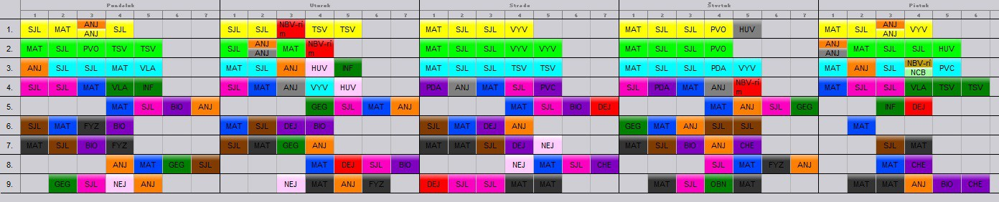 Pondelok Utorok Streda Štvrtok Piatok
1 2 3 4 5 6 7 1 2 3 4 5 6 7 1 2 3 4 5 6 7 1 2 3 4 5 6 7 1 2 3 4 5 6
1. SJL MAT ANJ ANJ SJL SJL SJL NBV-rí m TSV TSV MAT SJL SJL VYV MAT SJL SJL PVO HUV MAT SJL ANJ ANJ VYV
2. MAT SJL PVO TSV TSV SJL ANJ ANJ MAT NBV-rí m MAT SJL SJL VYV VYV MAT SJL SJL PVO ANJ ANJ MAT SJL SJL HUV
3. ANJ SJL SJL MAT VLA MAT SJL ANJ HUV INF MAT SJL SJL TSV TSV MAT SJL SJL PDA VYV MAT ANJ SJL NBV-rí NCB PVC
4. SJL SJL MAT VLA INF SJL MAT ANJ VYV HUV PDA ANJ MAT SJL PVC SJL PDA MAT ANJ NBV-rí m MAT SJL SJL VLA TSV TSV
5. MAT SJL BIO ANJ GEG SJL MAT ANJ MAT SJL BIO DEJ MAT ANJ SJL GEG INF DEJ
6. SJL MAT FYZ BIO MAT SJL DEJ BIO SJL MAT DEJ ANJ GEG MAT ANJ SJL SJL MAT
7. MAT SJL BIO FYZ SJL MAT GEG ANJ MAT MAT SJL DEJ NEJ MAT SJL BIO ANJ CHE SJL MAT
8. ANJ MAT GEG SJL MAT DEJ SJL BIO NEJ MAT SJL CHE SJL MAT FYZ ANJ MAT CHE
9. GEG SJL NEJ ANJ NEJ MAT ANJ FYZ DEJ SJL SJL MAT MAT MAT SJL OBN MAT MAT MAT ANJ BIO CHE